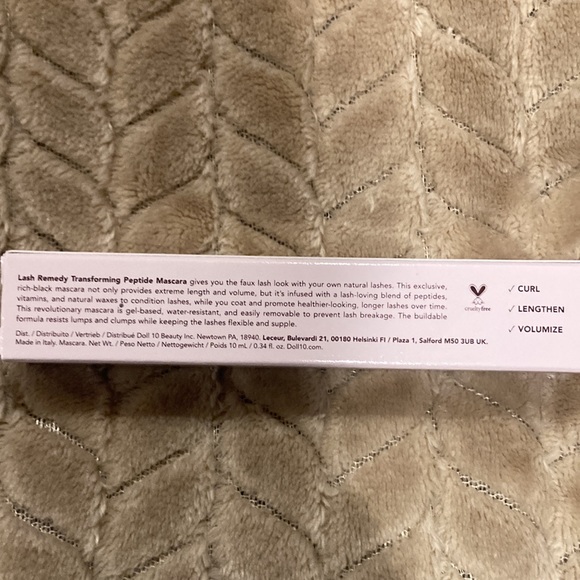 Lash Remedy Transforming Peptide Mascara gives you the faux lash look with your own natural lashes. This exclusive,
rich-black mascara not only provides extreme length and volume, but it's infused with a lash-loving blend of peptides,
vitamins, and natural waxes to condition lashes, while you coat and promote healthier-looking, longer lashes over time.
This revolutionary mascara is gel-based, water-resistant, and easily removable to prevent lash breakage. The buildable
formula resists lumps and clumps while keeping the lashes flexible and supple.
Dist. / Distribuito / Vertrieb / Distribué Doll 10 Beauty Inc. Newtown PA, 18940. Leceur, Bulevardi 21, 00180 Helsinki FI / Plaza 1, Salford M50 3UB UK.
Made in Italy. Mascara. Net Wt. / Peso Netto / Nettogewicht / Poids 10 mL / 0.34 fl. oz. Doll10.com.
crueltyfree
✓ CURL
✓ LENGTHEN
✓ VOLUMIZE